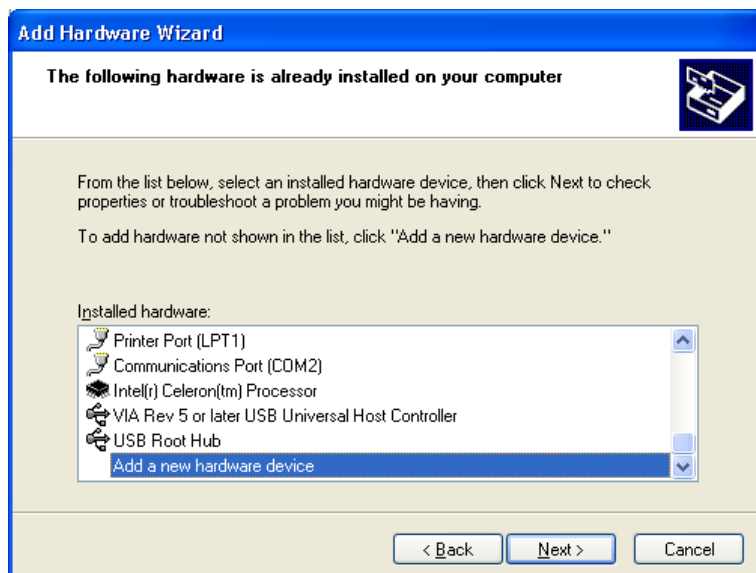 Add Hardware Wizard
The following hardware is already installed on your computer
From the list below, select an installed hardware device, then click Next to check
properties or troubleshoot a problem you might be having.
To add hardware not shown in the list, click "Add a new hardware device."
Installed hardware:
Printer Port (LPT1)
Communications Port (COM2)
Intel(r) Celeron(tm) Processor
VIA Rev 5 or later USB Universal Host Controller
USB Root Hub
Add a new hardware device
< Back
Next >
Cancel